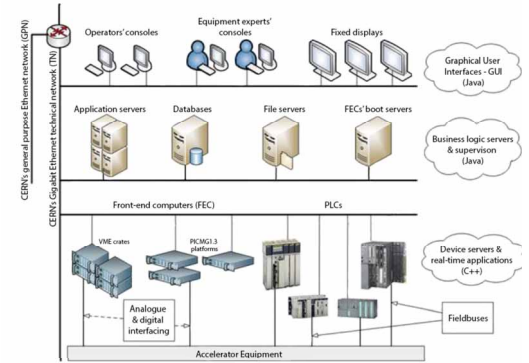 CERN's general purpose Ethernet network (GPN)
CERN's Gigabit Ethernet technical network (TN)
Operators' consoles
Equipment experts'
consoles
Fixed displays
Graphical User
Interfaces - GUI
(Java)
Application servers
Databases
File servers
FECs' boot servers
Business logic servers
& supervison
(Java)
Front-end computers (FEC)
PLCs
VME crates
PICMG1.3
platforms
Device servers &
real-time applications
(C++)
Analogue
& digital
interfacing
Fieldbuses
Accelerator Equipment